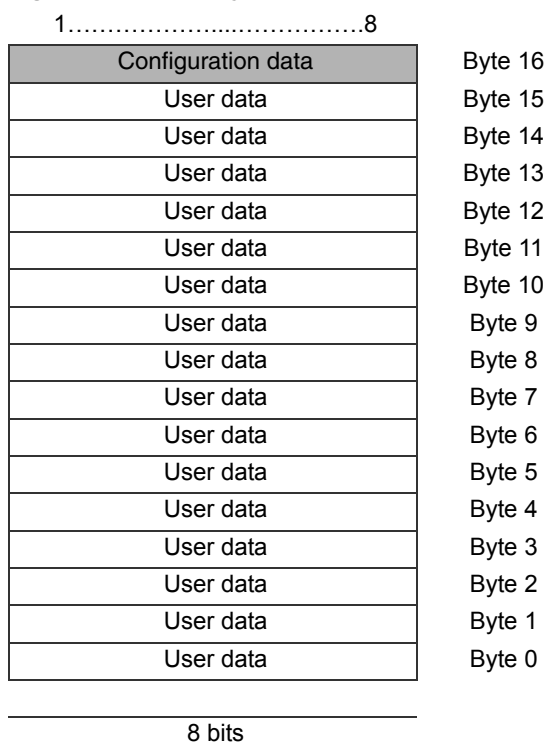 1………………....…………….8
Configuration data Byte 16
User data Byte 15
User data Byte 14
User data Byte 13
User data Byte 12
User data Byte 11
User data Byte 10
User data Byte 9
User data Byte 8
User data Byte 7
User data Byte 6
User data Byte 5
User data Byte 4
User data Byte 3
User data Byte 2
User data Byte 1
User data Byte 0
8 bits